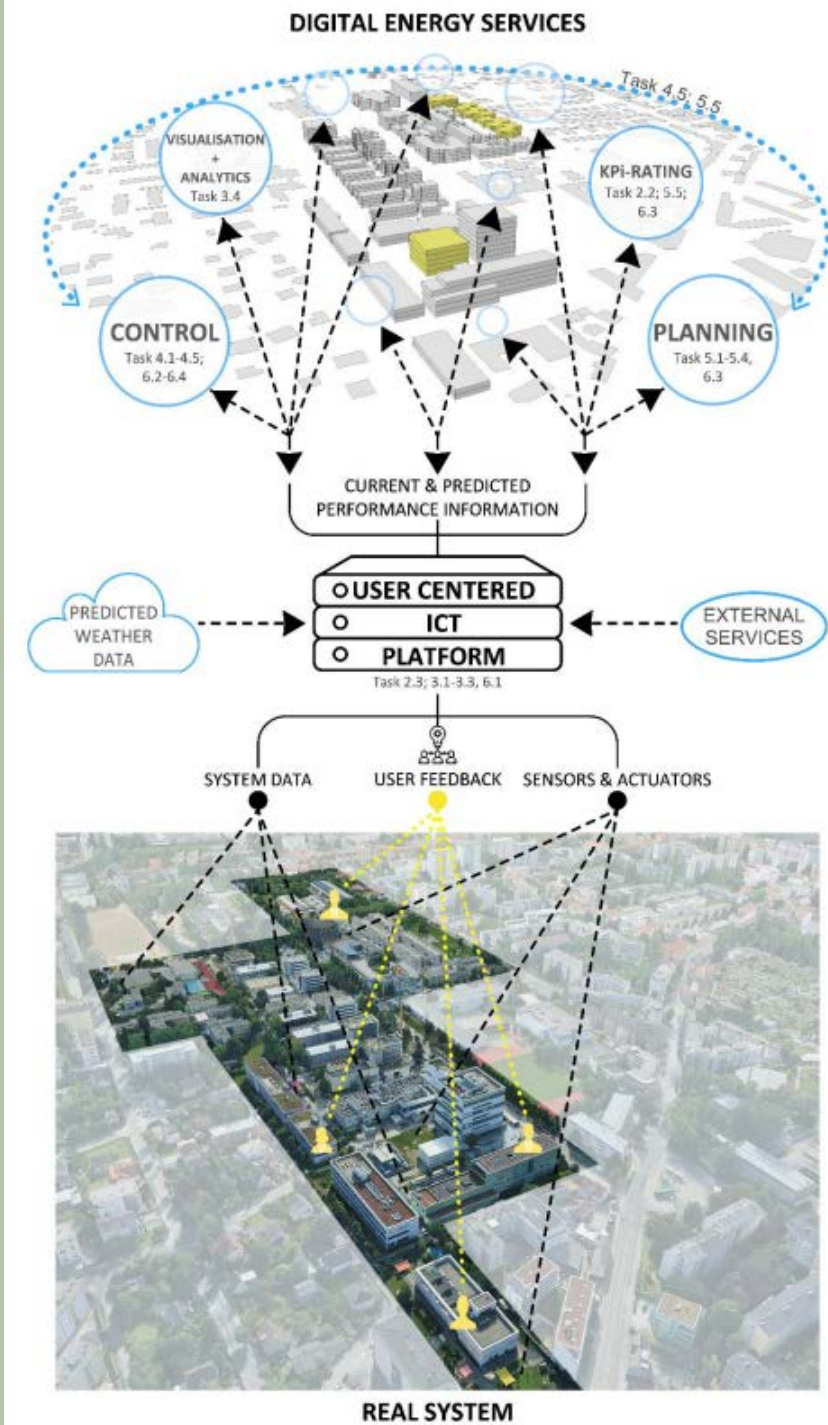 DIGITAL ENERGY SERVICES
Task 4.5; 5.5
VISUALISATION
+
ANALYTICS
Task 3.4
KPi-RATING
Task 2.2; 5.5;
6.3
CONTROL
Task 4.1-4.5;
6.2-6.4
PLANNING
Task 5.1-5.4,
6.3
CURRENT & PREDICTED
PERFORMANCE INFORMATION
PREDICTED
WEATHER
DATA
USER CENTERED
ICT
PLATFORM
EXTERNAL
SERVICES
Task 2.3; 3.1-3.3, 6.1
SYSTEM DATA
USER FEEDBACK
SENSORS & ACTUATORS
REAL SYSTEM